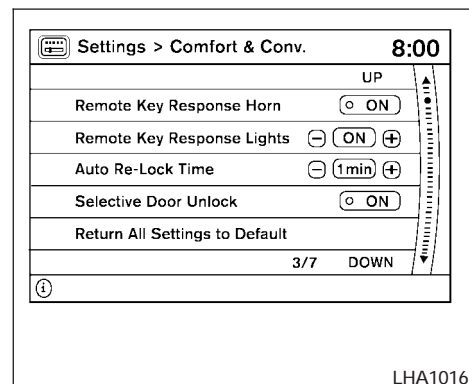 Settings > Comfort & Conv. 8:00
UP
Remote Key Response Horn ON
Remote Key Response Lights − ON +
Auto Re-Lock Time − 1min +
Selective Door Unlock ON
Return All Settings to Default
3/7 DOWN
i
LHA1016